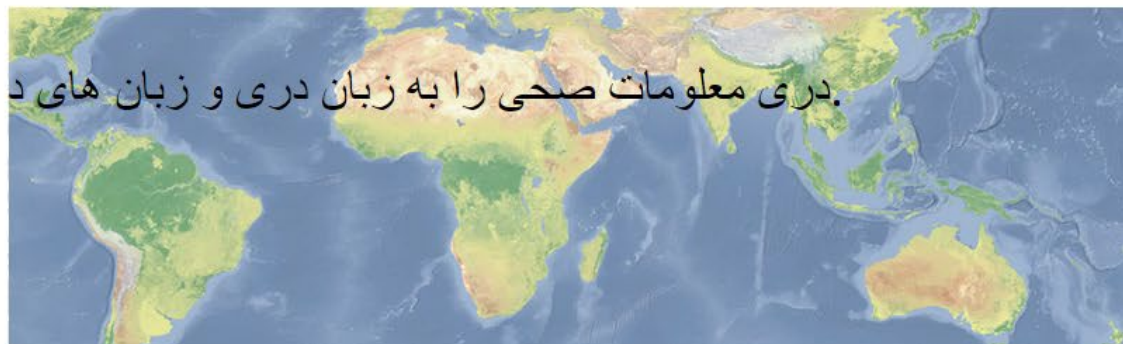 دری معلومات صحی را به زبان دری و زبان های د.